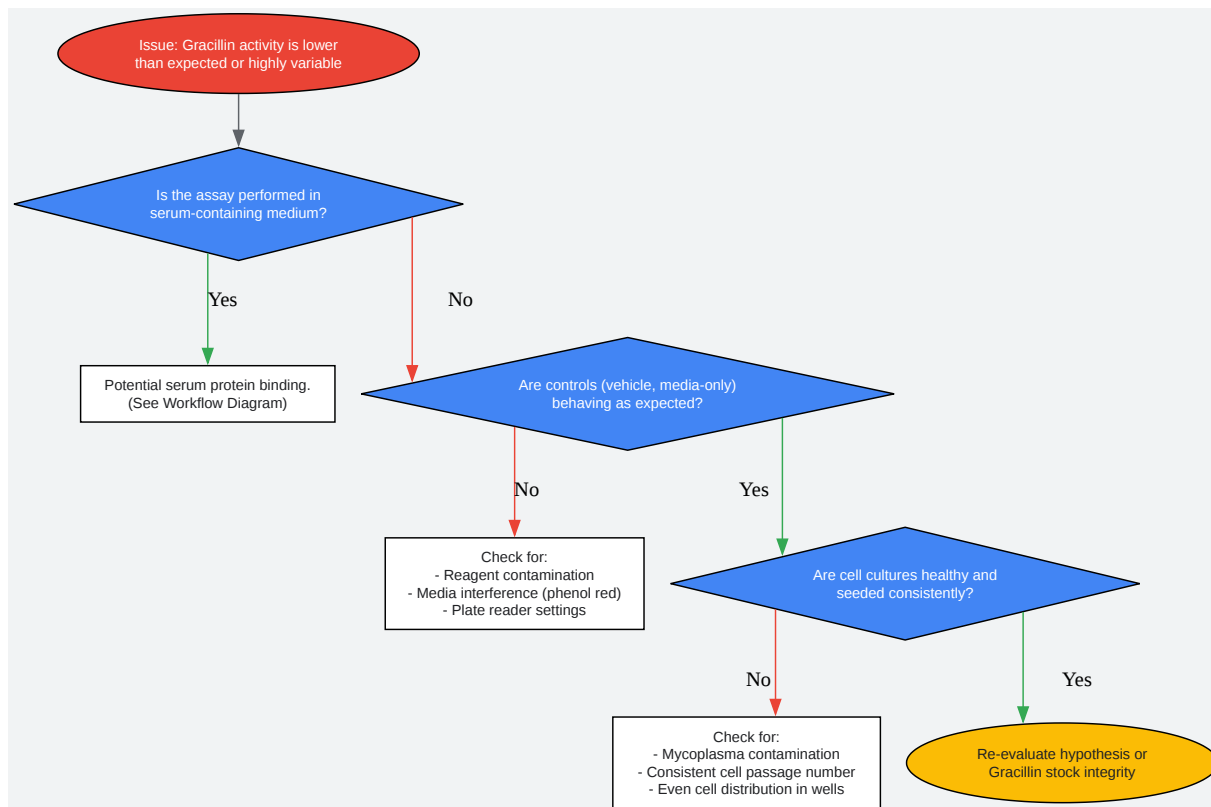 Issue: Gracillin activity is lower
than expected or highly variable
Is the assay performed in
serum-containing medium?
Yes
No
Potential serum protein binding.
(See Workflow Diagram)
Are controls (vehicle, media-only)
behaving as expected?
No
Yes
Check for:
- Reagent contamination
- Media interference (phenol red)
- Plate reader settings
Are cell cultures healthy and
seeded consistently?
No
Yes
Check for:
- Mycoplasma contamination
- Consistent cell passage number
- Even cell distribution in wells
Re-evaluate hypothesis or
Gracillin stock integrity